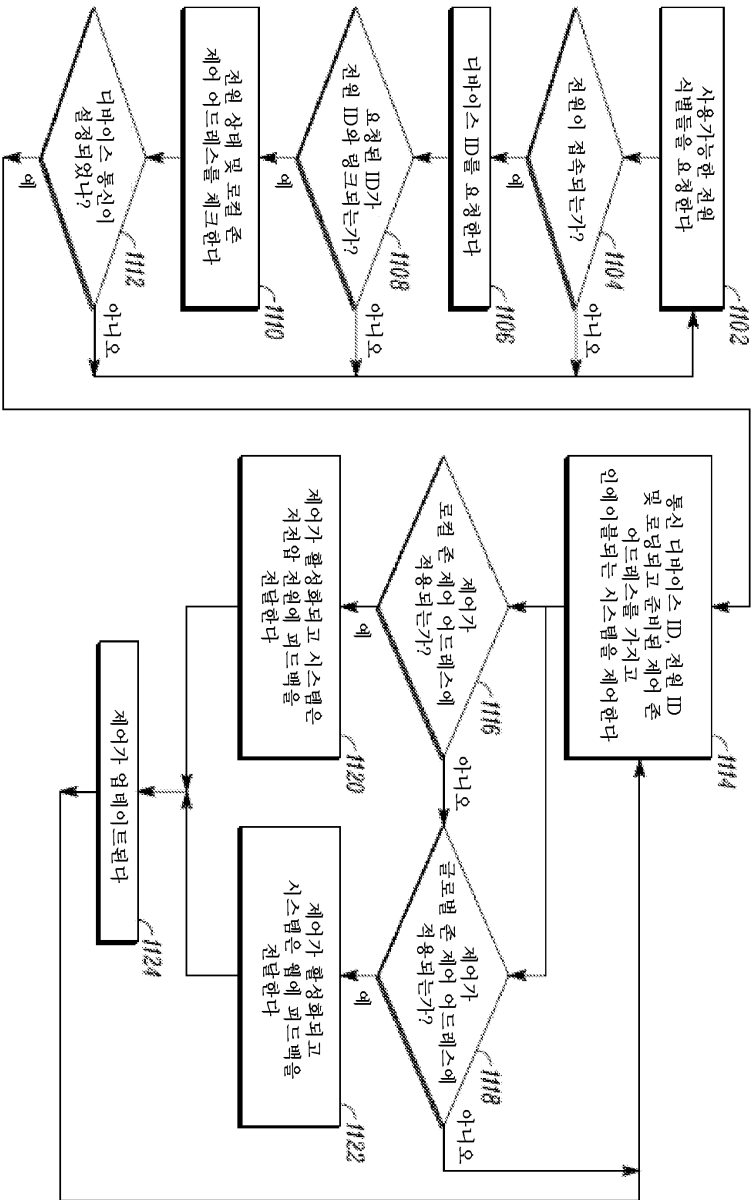 사용가능한 전원
식별들을 요청한다
1102
전원이 접속되는가?
1104
아니오
예
디바이스 ID를 요청한다
1106
요청된 ID가
전원 ID와 링크되는가?
1108
아니오
예
전원 상태 및 로컬 존
제어 어드레스를 체크한다
1110
디바이스 통신이
설정되었나?
1112
아니오
예
통신 디바이스 ID, 전원 ID
및 로딩되고 준비된 제어 존
어드레스를 가지고
인에이블되는 시스템을 제어한다
1114
제어가
로컬 존 제어 어드레스에
적용되는가?
1116
아니오
예
제어가
글로벌 존 제어 어드레스에
적용되는가?
1118
아니오
예
제어가 활성화되고 시스템은
저전압 전원에 피드백을
전달한다
1120
제어가 활성화되고
시스템은 웹에 피드백을
전달한다
1122
제어가 업데이트된다
1124